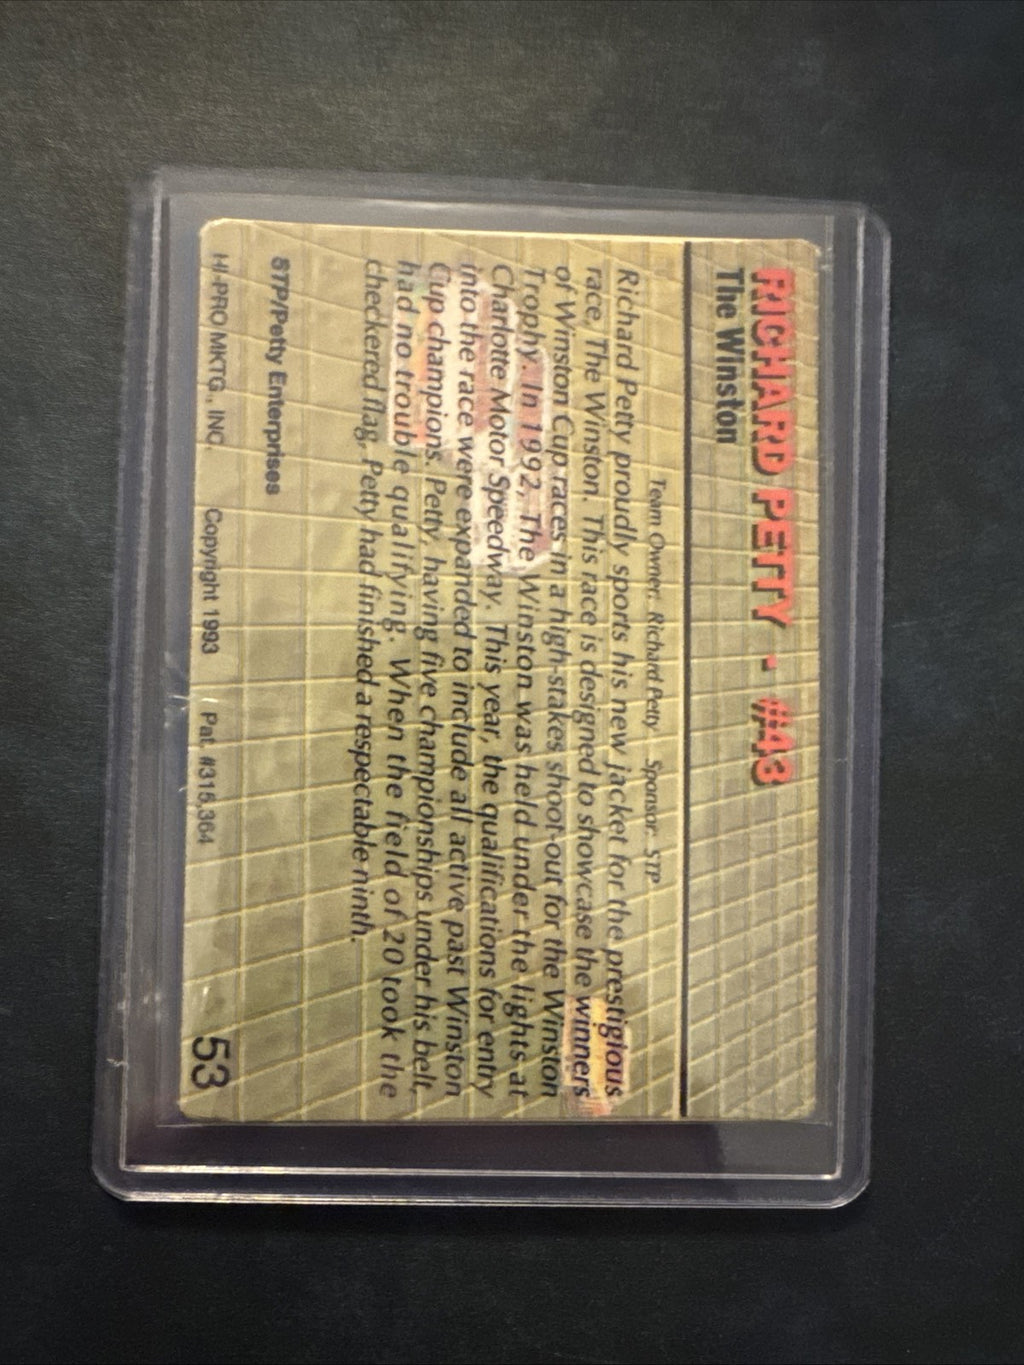 RICHARD PETTY - #43
The Winston
Team Owner: Richard Petty Sponsor: STP
Richard Petty proudly sports his new jacket for the prestigious
race, The Winston. This race is designed to showcase the winners
of Winston Cup races in a high-stakes shoot-out for the Winston
Trophy. In 1992, The Winston was held under the lights at
Charlotte Motor Speedway. This year, the qualifications for entry
into the race were expanded to include all active past Winston
Cup champions. Petty, having five championships under his belt,
had no trouble qualifying. When the field of 20 took the
checkered flag, Petty had finished a respectable ninth.
STP/Petty Enterprises
HI-PRO MKTG., INC. Copyright 1993 Pat. #315,364 53